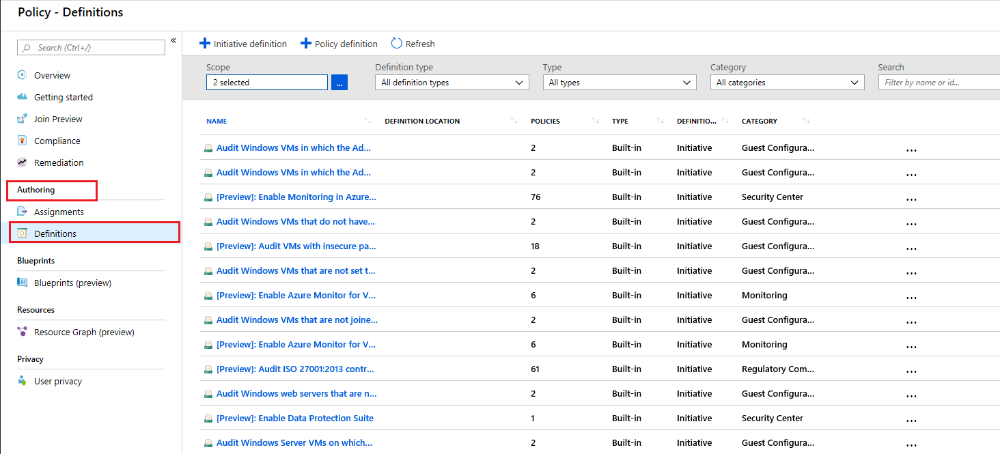 Policy - Definitions
Search (Ctrl+/)
«
Overview
Getting started
Join Preview
Compliance
Remediation
Authoring
Assignments
Definitions
Blueprints
Blueprints (preview)
Resources
Resource Graph (preview)
Privacy
User privacy
Initiative definition Policy definition Refresh
Scope Definition type Type Category Search
2 selected ... All definition types All types All categories Filter by name or id...
NAME DEFINITION LOCATION POLICIES TYPE DEFINITIO... CATEGORY
Audit Windows VMs in which the Ad... 2 Built-in Initiative Guest Configura... ...
Audit Windows VMs in which the Ad... 2 Built-in Initiative Guest Configura... ...
[Preview]: Enable Monitoring in Azure... 76 Built-in Initiative Security Center ...
Audit Windows VMs that do not have... 2 Built-in Initiative Guest Configura... ...
[Preview]: Audit VMs with insecure pa... 18 Built-in Initiative Guest Configura... ...
Audit Windows VMs that are not set t... 2 Built-in Initiative Guest Configura... ...
[Preview]: Enable Azure Monitor for V... 6 Built-in Initiative Monitoring ...
Audit Windows VMs that are not joine... 2 Built-in Initiative Guest Configura... ...
[Preview]: Enable Azure Monitor for V... 6 Built-in Initiative Monitoring ...
[Preview]: Audit ISO 27001:2013 contr... 61 Built-in Initiative Regulatory Com... ...
Audit Windows web servers that are n... 2 Built-in Initiative Guest Configura... ...
[Preview]: Enable Data Protection Suite 1 Built-in Initiative Security Center ...
Audit Windows Server VMs on which... 2 Built-in Initiative Guest Configura... ...